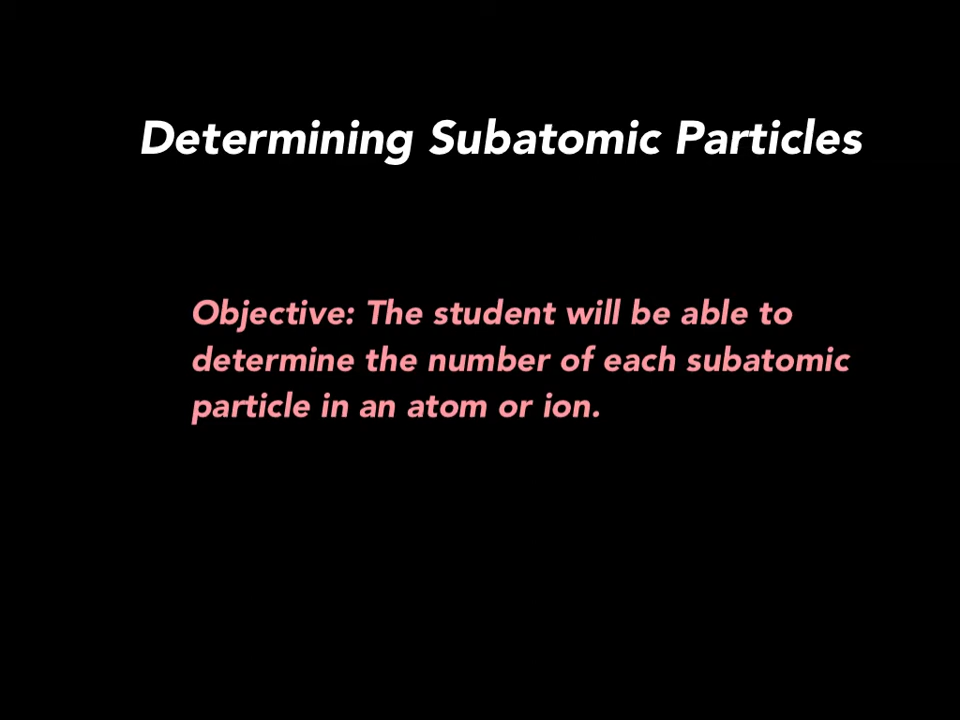 Determining Subatomic Particles
Objective: The student will be able to
determine the number of each subatomic
particle in an atom or ion.